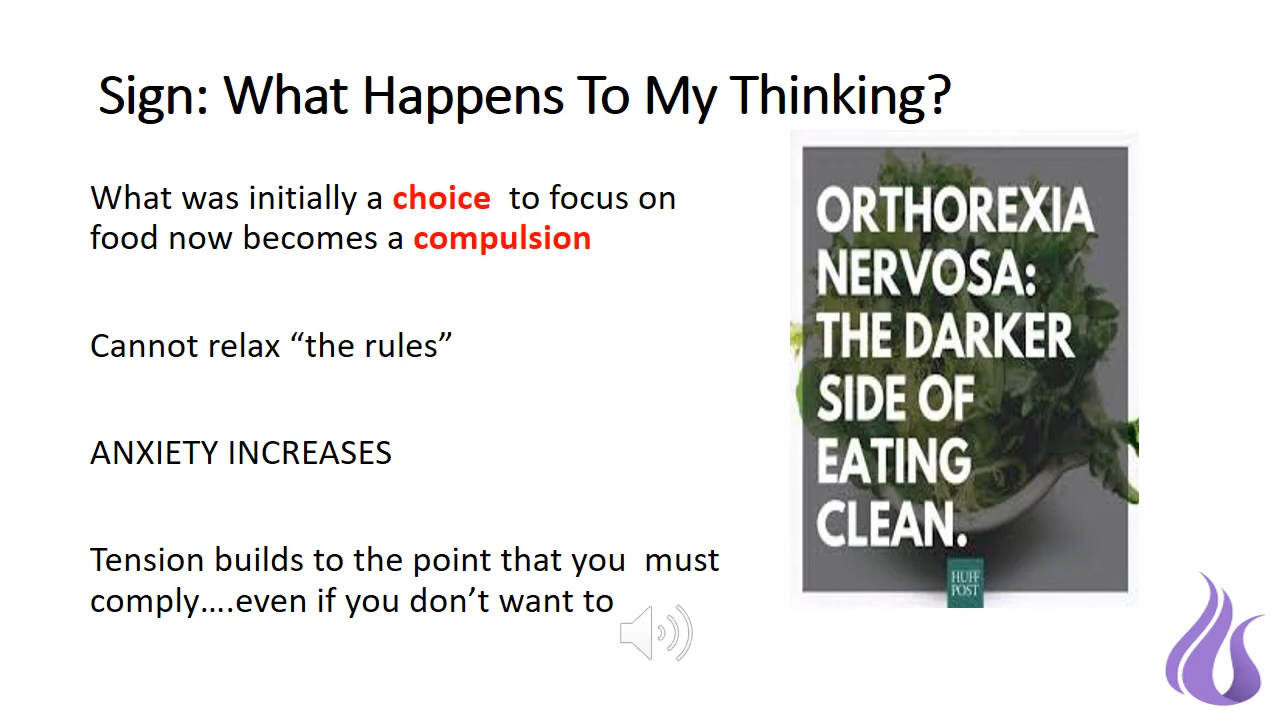 Sign: What Happens To My Thinking?
What was initially a choice to focus on
food now becomes a compulsion
Cannot relax “the rules”
ANXIETY INCREASES
Tension builds to the point that you must
comply….even if you don’t want to
ORTHOREXIA
NERVOSA:
THE DARKER
SIDE OF
EATING
CLEAN.
HUFF
POST